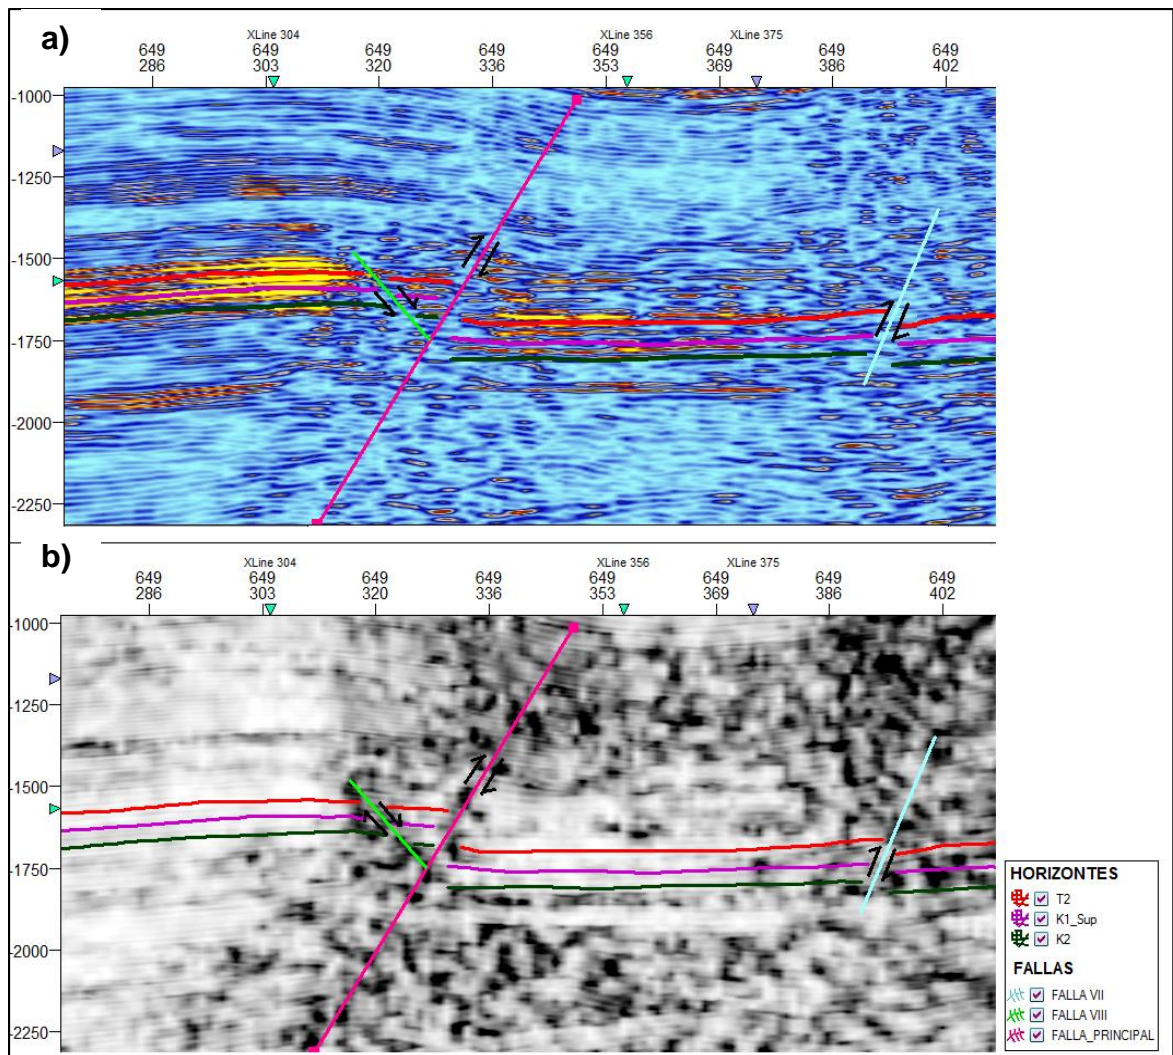 a)
XLine 304 XLine 356 XLine 375
649 649 649 649 649 649 649 649
286 303 320 336 353 369 386 402
-1000
-1250
-1500
-1750
-2000
-2250
b)
XLine 304 XLine 356 XLine 375
649 649 649 649 649 649 649 649
286 303 320 336 353 369 386 402
-1000
-1250
-1500
-1750
-2000
-2250
HORIZONTES
T2
K1_Sup
K2
FALLAS
FALLA VII
FALLA VIII
FALLA_PRINCIPAL